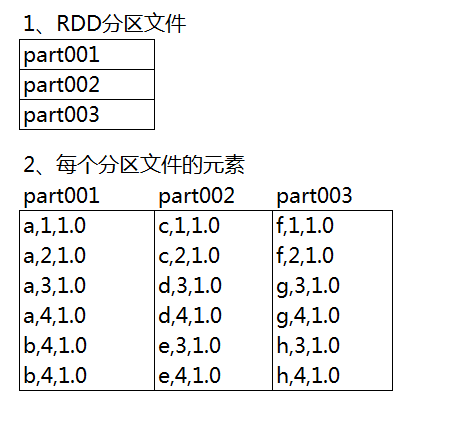 1、RDD分区文件
part001
part002
part003
2、每个分区文件的元素
part001 part002 part003
a,1,1.0 c,1,1.0 f,1,1.0
a,2,1.0 c,2,1.0 f,2,1.0
a,3,1.0 d,3,1.0 g,3,1.0
a,4,1.0 d,4,1.0 g,4,1.0
b,4,1.0 e,3,1.0 h,3,1.0
b,4,1.0 e,4,1.0 h,4,1.0